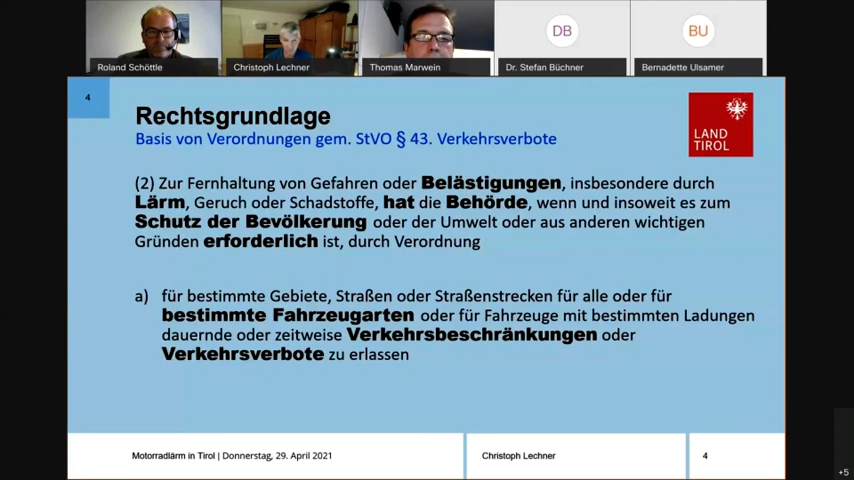 DB
BU
Roland Schöttle
Christoph Lechner
Thomas Marwein
Dr. Stefan Büchner
Bernadette Ulsamer
4
Rechtsgrundlage
Basis von Verordnungen gem. StVO § 43. Verkehrsverbote
LAND
TIROL
(2) Zur Fernhaltung von Gefahren oder Belästigungen, insbesondere durch
Lärm, Geruch oder Schadstoffe, hat die Behörde, wenn und insoweit es zum
Schutz der Bevölkerung oder der Umwelt oder aus anderen wichtigen
Gründen erforderlich ist, durch Verordnung
a) für bestimmte Gebiete, Straßen oder Straßenstrecken für alle oder für
bestimmte Fahrzeugarten oder für Fahrzeuge mit bestimmten Ladungen
dauernde oder zeitweise Verkehrsbeschränkungen oder
Verkehrsverbote zu erlassen
Motorradlärm in Tirol | Donnerstag, 29. April 2021
Christoph Lechner
4
+5